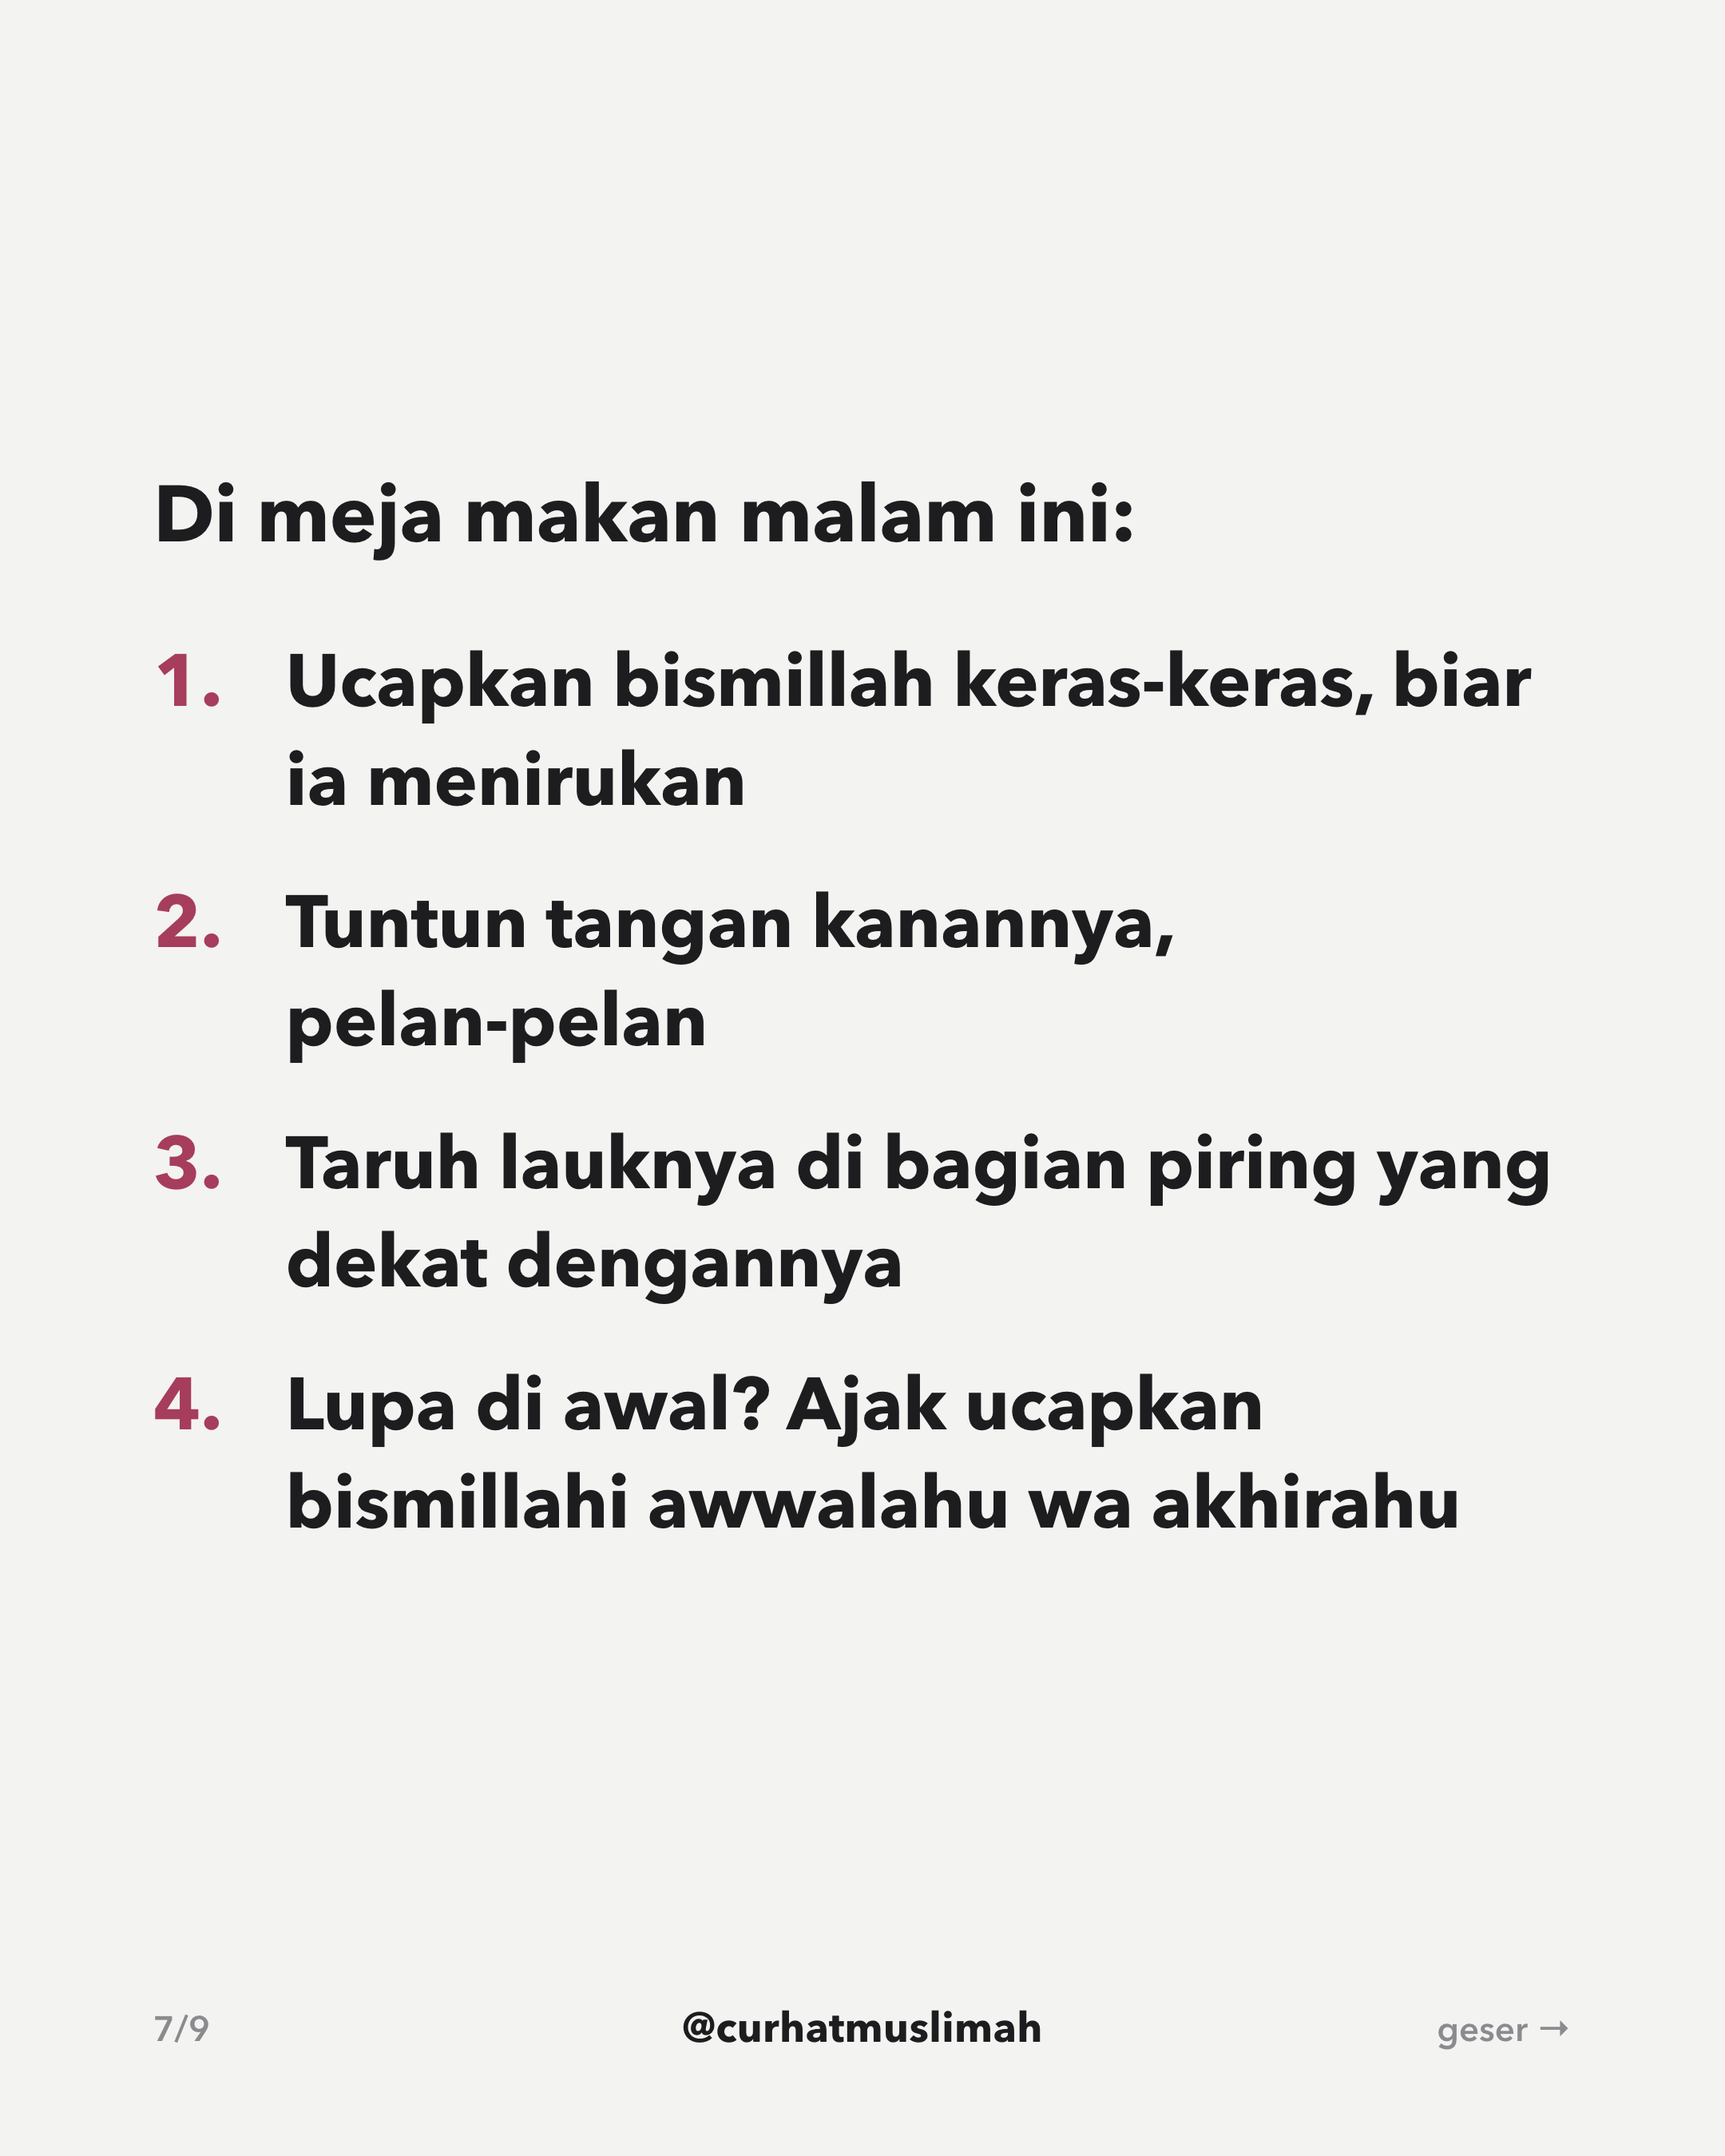 Di meja makan malam ini:
1. Ucapkan bismillah keras-keras, biar
ia menirukan
2. Tuntun tangan kanannya,
pelan-pelan
3. Taruh lauknya di bagian piring yang
dekat dengannya
4. Lupa di awal? Ajak ucapkan
bismillahi awwalahu wa akhirahu
7/9 @curhatmuslimah geser →